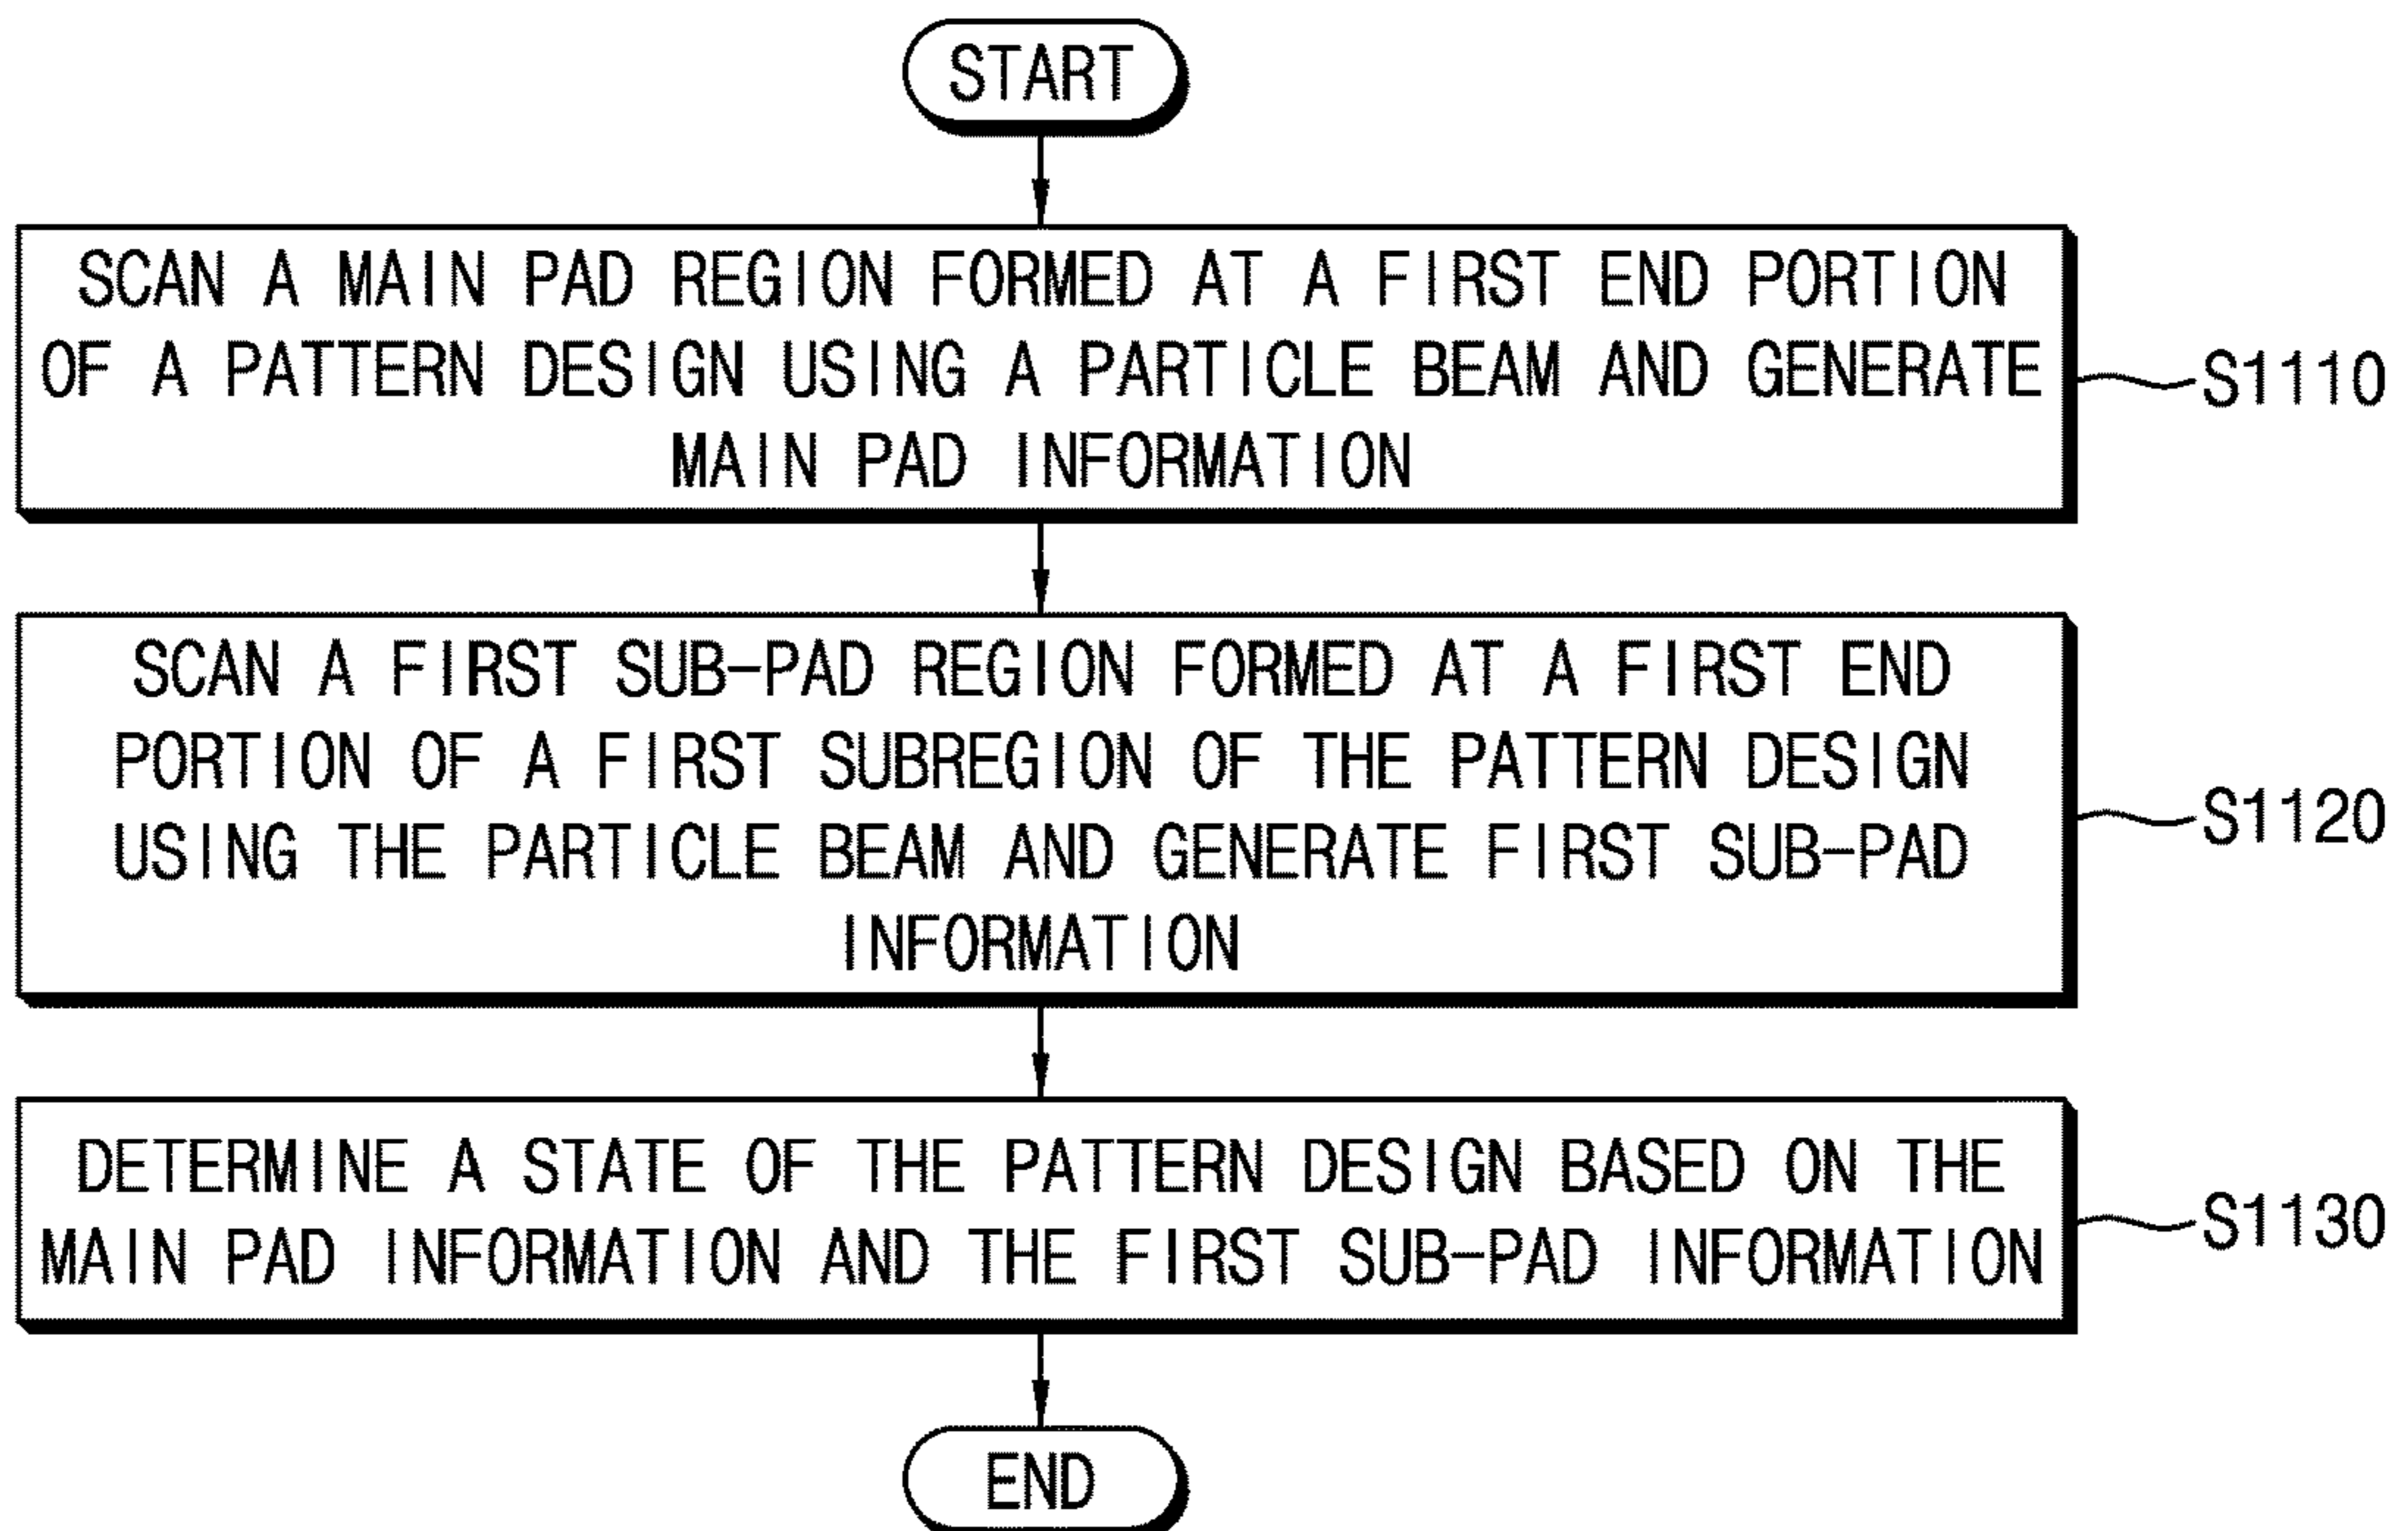 START
SCAN A MAIN PAD REGION FORMED AT A FIRST END PORTION
OF A PATTERN DESIGN USING A PARTICLE BEAM AND GENERATE
MAIN PAD INFORMATION
S1110
SCAN A FIRST SUB-PAD REGION FORMED AT A FIRST END
PORTION OF A FIRST SUBREGION OF THE PATTERN DESIGN
USING THE PARTICLE BEAM AND GENERATE FIRST SUB-PAD
INFORMATION
S1120
DETERMINE A STATE OF THE PATTERN DESIGN BASED ON THE
MAIN PAD INFORMATION AND THE FIRST SUB-PAD INFORMATION
S1130
END